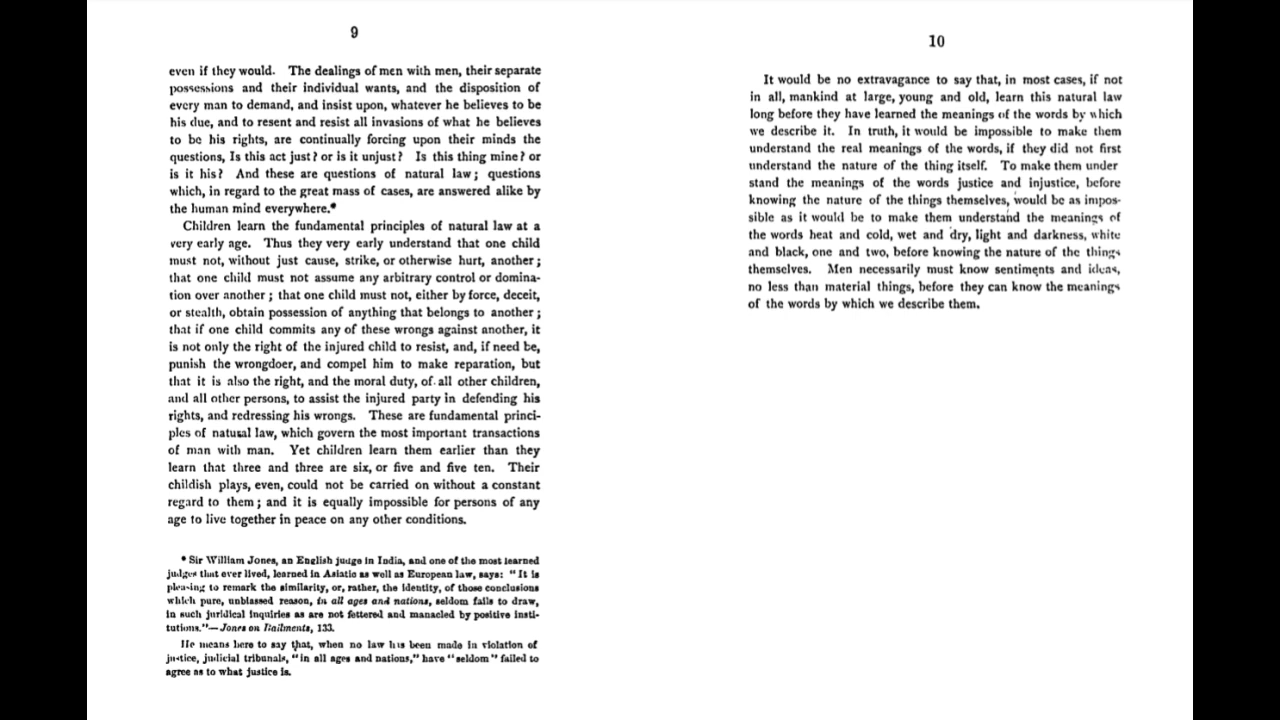 9
even if they would. The dealings of men with men, their separate
possessions and their individual wants, and the disposition of
every man to demand, and insist upon, whatever he believes to be
his due, and to resent and resist all invasions of what he believes
to be his rights, are continually forcing upon their minds the
questions, Is this act just? or is it unjust? Is this thing mine? or
is it his? And these are questions of natural law; questions
which, in regard to the great mass of cases, are answered alike by
the human mind everywhere.*
Children learn the fundamental principles of natural law at a
very early age. Thus they very early understand that one child
must not, without just cause, strike, or otherwise hurt, another;
that one child must not assume any arbitrary control or domina-
tion over another; that one child must not, either by force, deceit,
or stealth, obtain possession of anything that belongs to another;
that if one child commits any of these wrongs against another, it
is not only the right of the injured child to resist, and, if need be,
punish the wrongdoer, and compel him to make reparation, but
that it is also the right, and the moral duty, of all other children,
and all other persons, to assist the injured party in defending his
rights, and redressing his wrongs. These are fundamental princi-
ples of natural law, which govern the most important transactions
of man with man. Yet children learn them earlier than they
learn that three and three are six, or five and five ten. Their
childish plays, even, could not be carried on without a constant
regard to them; and it is equally impossible for persons of any
age to live together in peace on any other conditions.
* Sir William Jones, an English judge in India, and one of the most learned
judges that ever lived, learned in Asiatic as well as European law, says: "It is
pleasing to remark the similarity, or, rather, the identity, of those conclusions
which pure, unbiassed reason, in all ages and nations, seldom fails to draw,
in such juridical inquiries as are not fettered and manacled by positive insti-
tutions."—Jones on Bailments, 133.
He means here to say that, when no law has been made in violation of
justice, judicial tribunals, "in all ages and nations," have "seldom" failed to
agree as to what justice is.
10
It would be no extravagance to say that, in most cases, if not
in all, mankind at large, young and old, learn this natural law
long before they have learned the meanings of the words by which
we describe it. In truth, it would be impossible to make them
understand the real meanings of the words, if they did not first
understand the nature of the thing itself. To make them under
stand the meanings of the words justice and injustice, before
knowing the nature of the things themselves, would be as impos-
sible as it would be to make them understand the meanings of
the words heat and cold, wet and dry, light and darkness, white
and black, one and two, before knowing the nature of the things
themselves. Men necessarily must know sentiments and ideas,
no less than material things, before they can know the meanings
of the words by which we describe them.